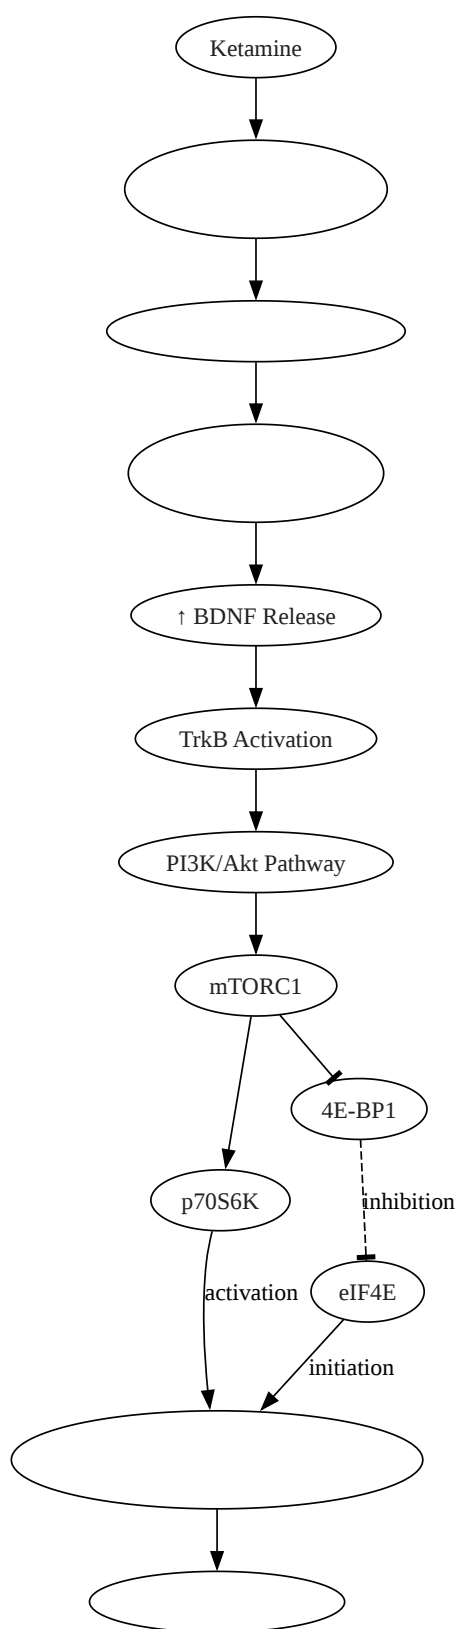 Ketamine
↑ BDNF Release
TrkB Activation
PI3K/Akt Pathway
mTORC1
4E-BP1
p70S6K
inhibition
activation
eIF4E
initiation